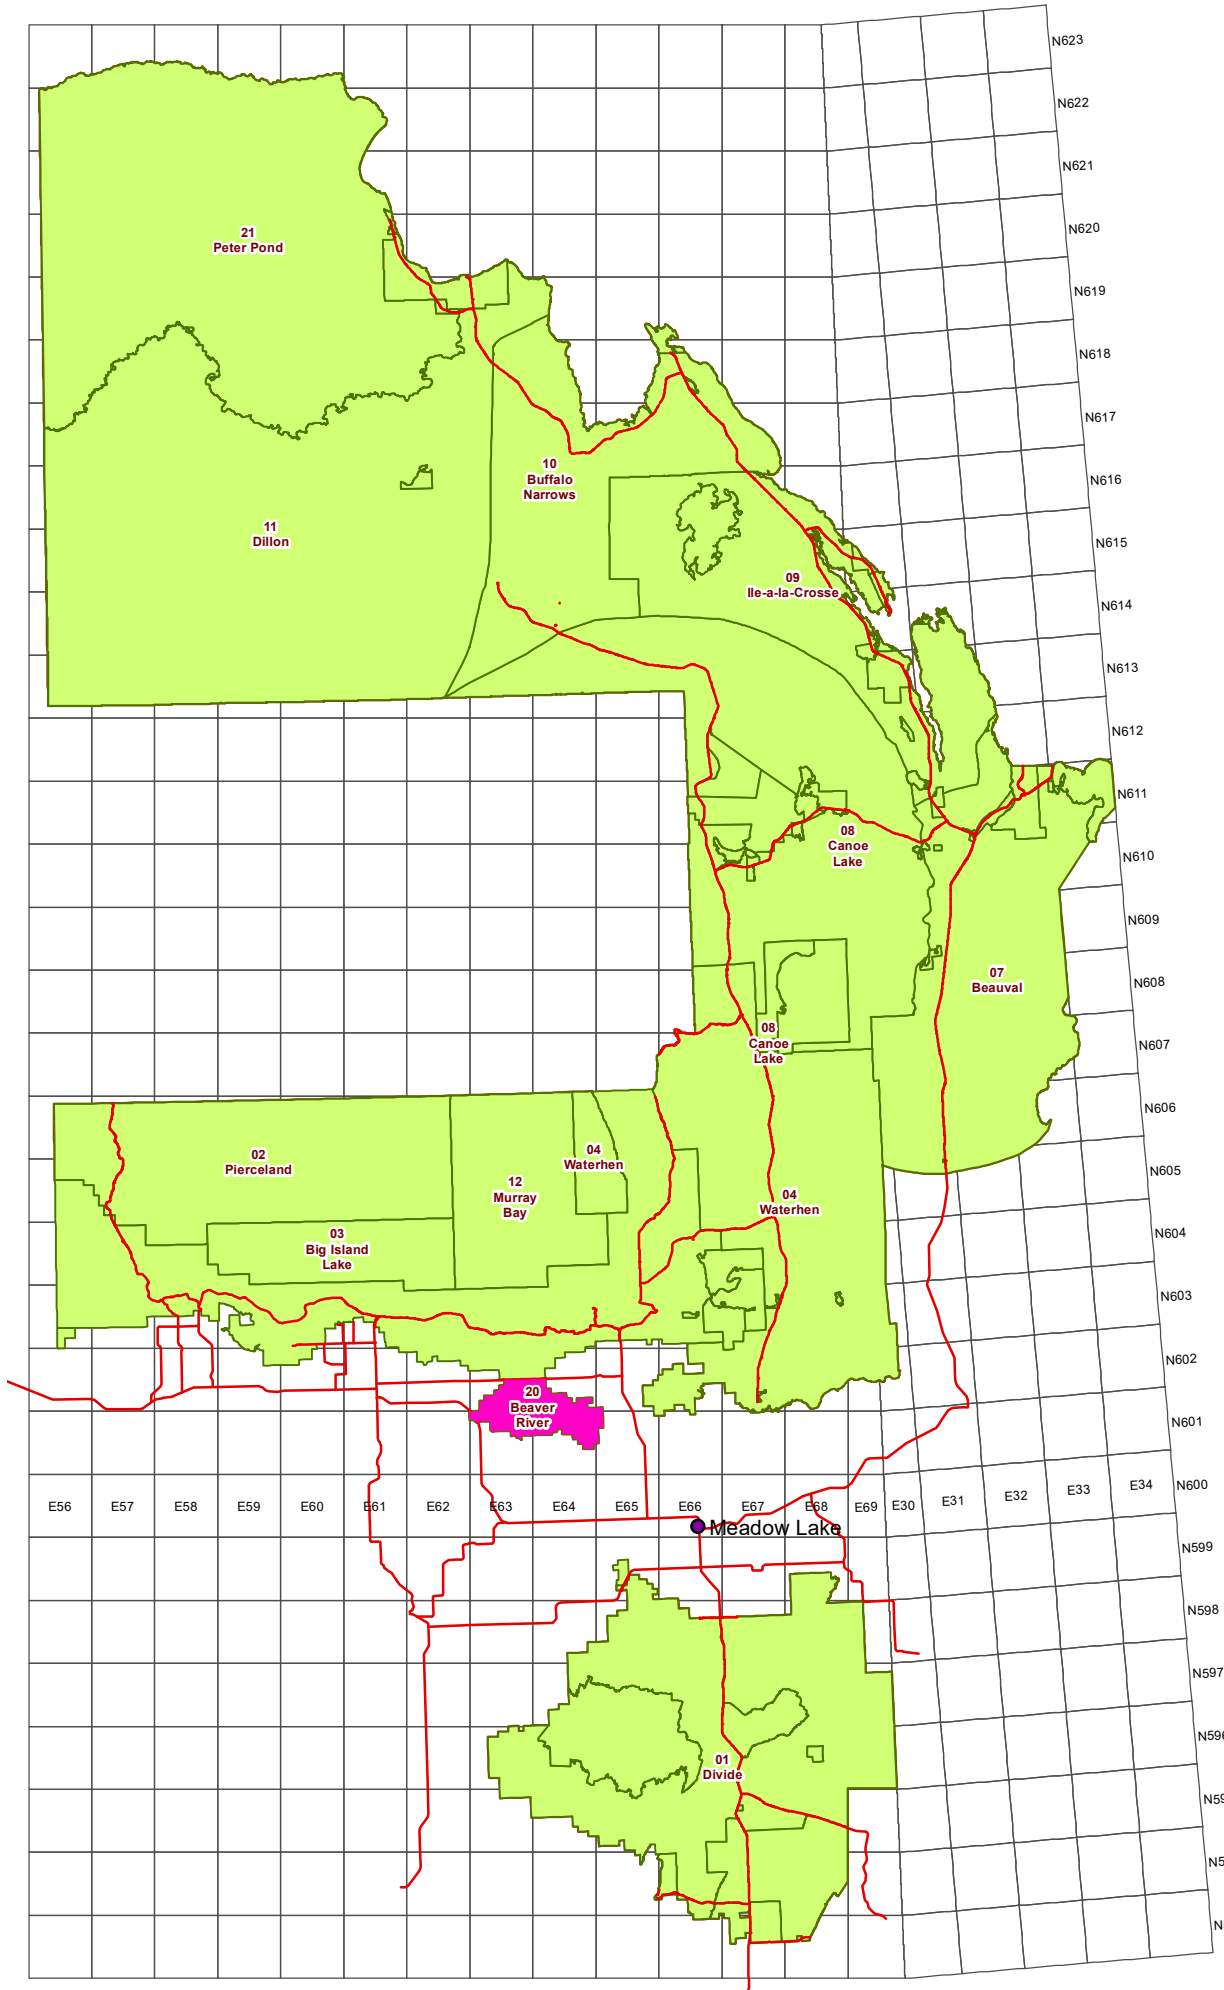 N623
N622
N621
N620
21
Peter Pond
N619
N618
N617
10
Buffalo
Narrows
N616
11
Dillon
N615
09
Ile-a-la-Crosse
N614
N613
N612
N611
08
Canoe
Lake
N610
N609
07
Beauval
N608
08
Canoe
Lake
N607
N606
02
Pierceland
04
Waterhen
N605
12
Murray
Bay
04
Waterhen
N604
03
Big Island
Lake
N603
N602
20
Beaver
River
N601
N600
E56 E57 E58 E59 E60 E61 E62 E63 E64 E65 E66 E67 E68 E69 E30 E31 E32 E33 E34
Meadow Lake
N599
N598
N597
01
Divide